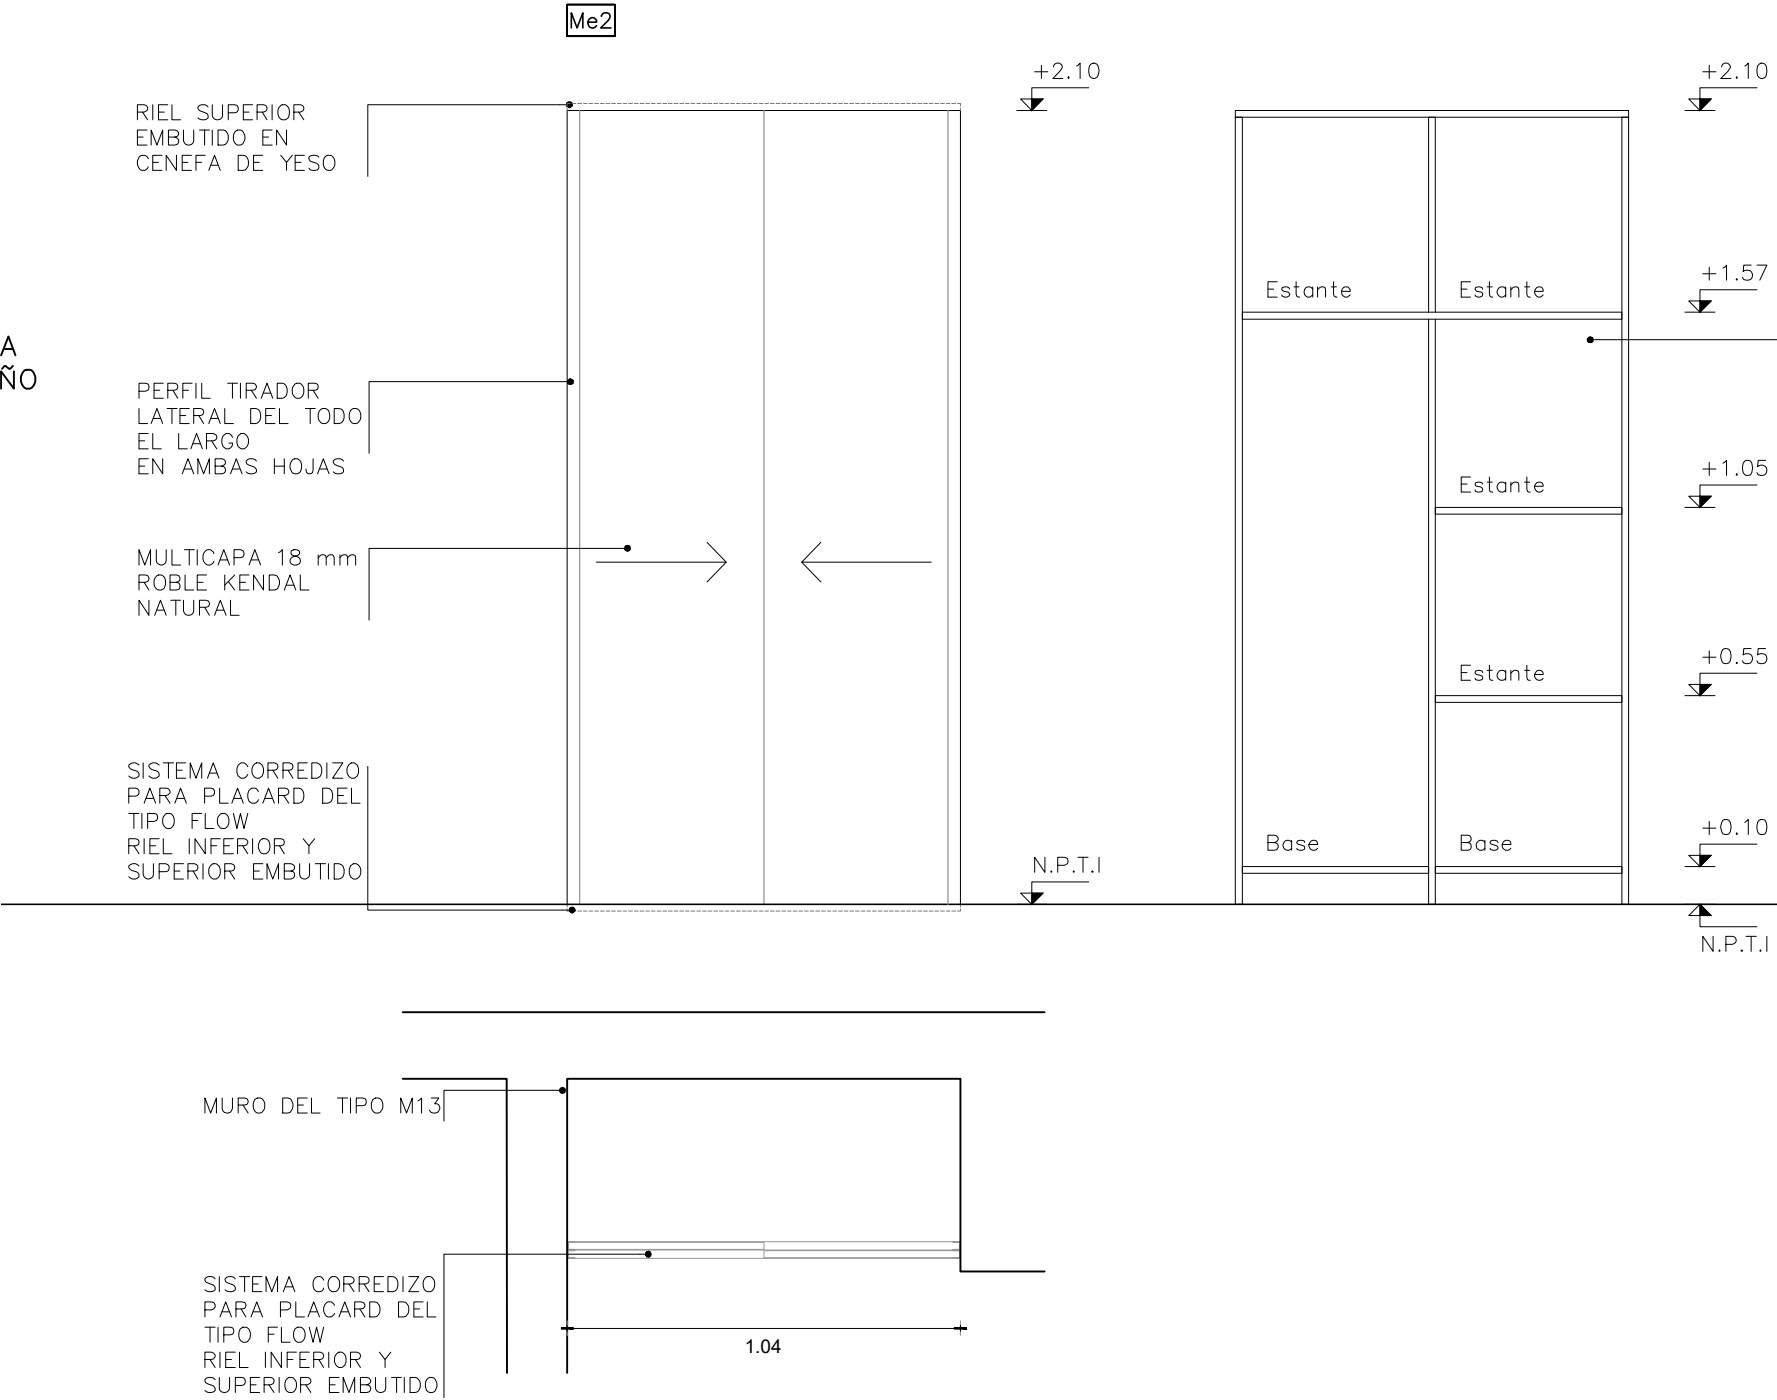 Me2
+2.10
+2.10
RIEL SUPERIOR
EMBUTIDO EN
CENEFA DE YESO
+1.57
Estante
Estante
A
ÑO
PERFIL TIRADOR
LATERAL DEL TODO
EL LARGO
EN AMBAS HOJAS
+1.05
Estante
MULTICAPA 18 mm
ROBLE KENDAL
NATURAL
+0.55
Estante
SISTEMA CORREDIZO
PARA PLACARD DEL
TIPO FLOW
RIEL INFERIOR Y
SUPERIOR EMBUTIDO
+0.10
Base
Base
N.P.T.I
N.P.T.I
MURO DEL TIPO M13
SISTEMA CORREDIZO
PARA PLACARD DEL
TIPO FLOW
RIEL INFERIOR Y
SUPERIOR EMBUTIDO
1.04